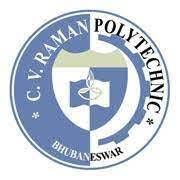 * C. V. RAMAN POLYTECHNIC *
BHUBANESWAR